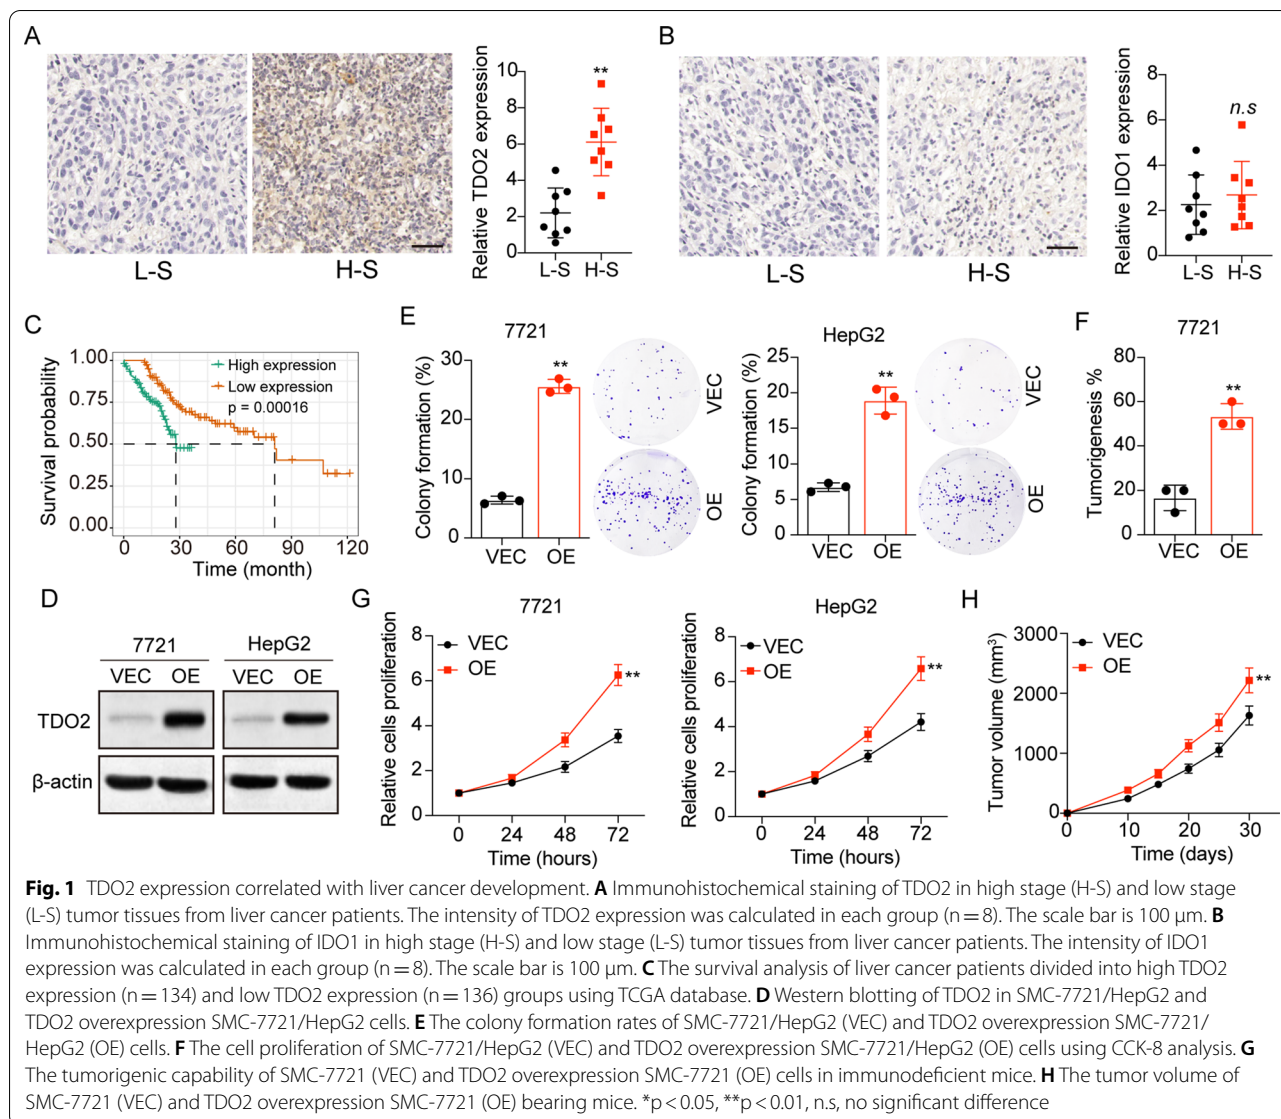 A
L-S
H-S
Relative TDO2 expression
10
8
6
4
2
0
**
L-S
H-S
B
L-S
H-S
Relative IDO1 expression
8
6
4
2
0
n.s
L-S
H-S
C
Survival probability
1.00
0.75
0.50
0.25
0.00
High expression
Low expression
p = 0.00016
0 30 60 90 120
Time (month)
D
7721 HepG2
VEC OE VEC OE
TDO2
β-actin
E
7721
Colony formation (%)
30
20
10
0
**
VEC OE
VEC
OE
HepG2
Colony formation (%)
25
20
15
10
5
0
**
VEC OE
VEC
OE
F
7721
Tumorigenesis %
80
60
40
20
0
**
VEC OE
G
7721
Relative cells proliferation
8
6
4
2
0
VEC
OE
**
0 24 48 72
Time (hours)
HepG2
Relative cells proliferation
8
6
4
2
0
VEC
OE
**
0 24 48 72
Time (hours)
H
Tumor volume (mm³)
3000
2000
1000
0
VEC
OE
**
0 10 20 30
Time (days)
Fig. 1 TDO2 expression correlated with liver cancer development. A Immunohistochemical staining of TDO2 in high stage (H-S) and low stage
(L-S) tumor tissues from liver cancer patients. The intensity of TDO2 expression was calculated in each group (n = 8). The scale bar is 100 μm. B
Immunohistochemical staining of IDO1 in high stage (H-S) and low stage (L-S) tumor tissues from liver cancer patients. The intensity of IDO1
expression was calculated in each group (n = 8). The scale bar is 100 μm. C The survival analysis of liver cancer patients divided into high TDO2
expression (n = 134) and low TDO2 expression (n = 136) groups using TCGA database. D Western blotting of TDO2 in SMC-7721/HepG2 and
TDO2 overexpression SMC-7721/HepG2 cells. E The colony formation rates of SMC-7721/HepG2 (VEC) and TDO2 overexpression SMC-7721/
HepG2 (OE) cells. F The cell proliferation of SMC-7721/HepG2 (VEC) and TDO2 overexpression SMC-7721/HepG2 (OE) cells using CCK-8 analysis. G
The tumorigenic capability of SMC-7721 (VEC) and TDO2 overexpression SMC-7721 (OE) cells in immunodeficient mice. H The tumor volume of
SMC-7721 (VEC) and TDO2 overexpression SMC-7721 (OE) bearing mice. *p < 0.05, **p < 0.01, n.s, no significant difference